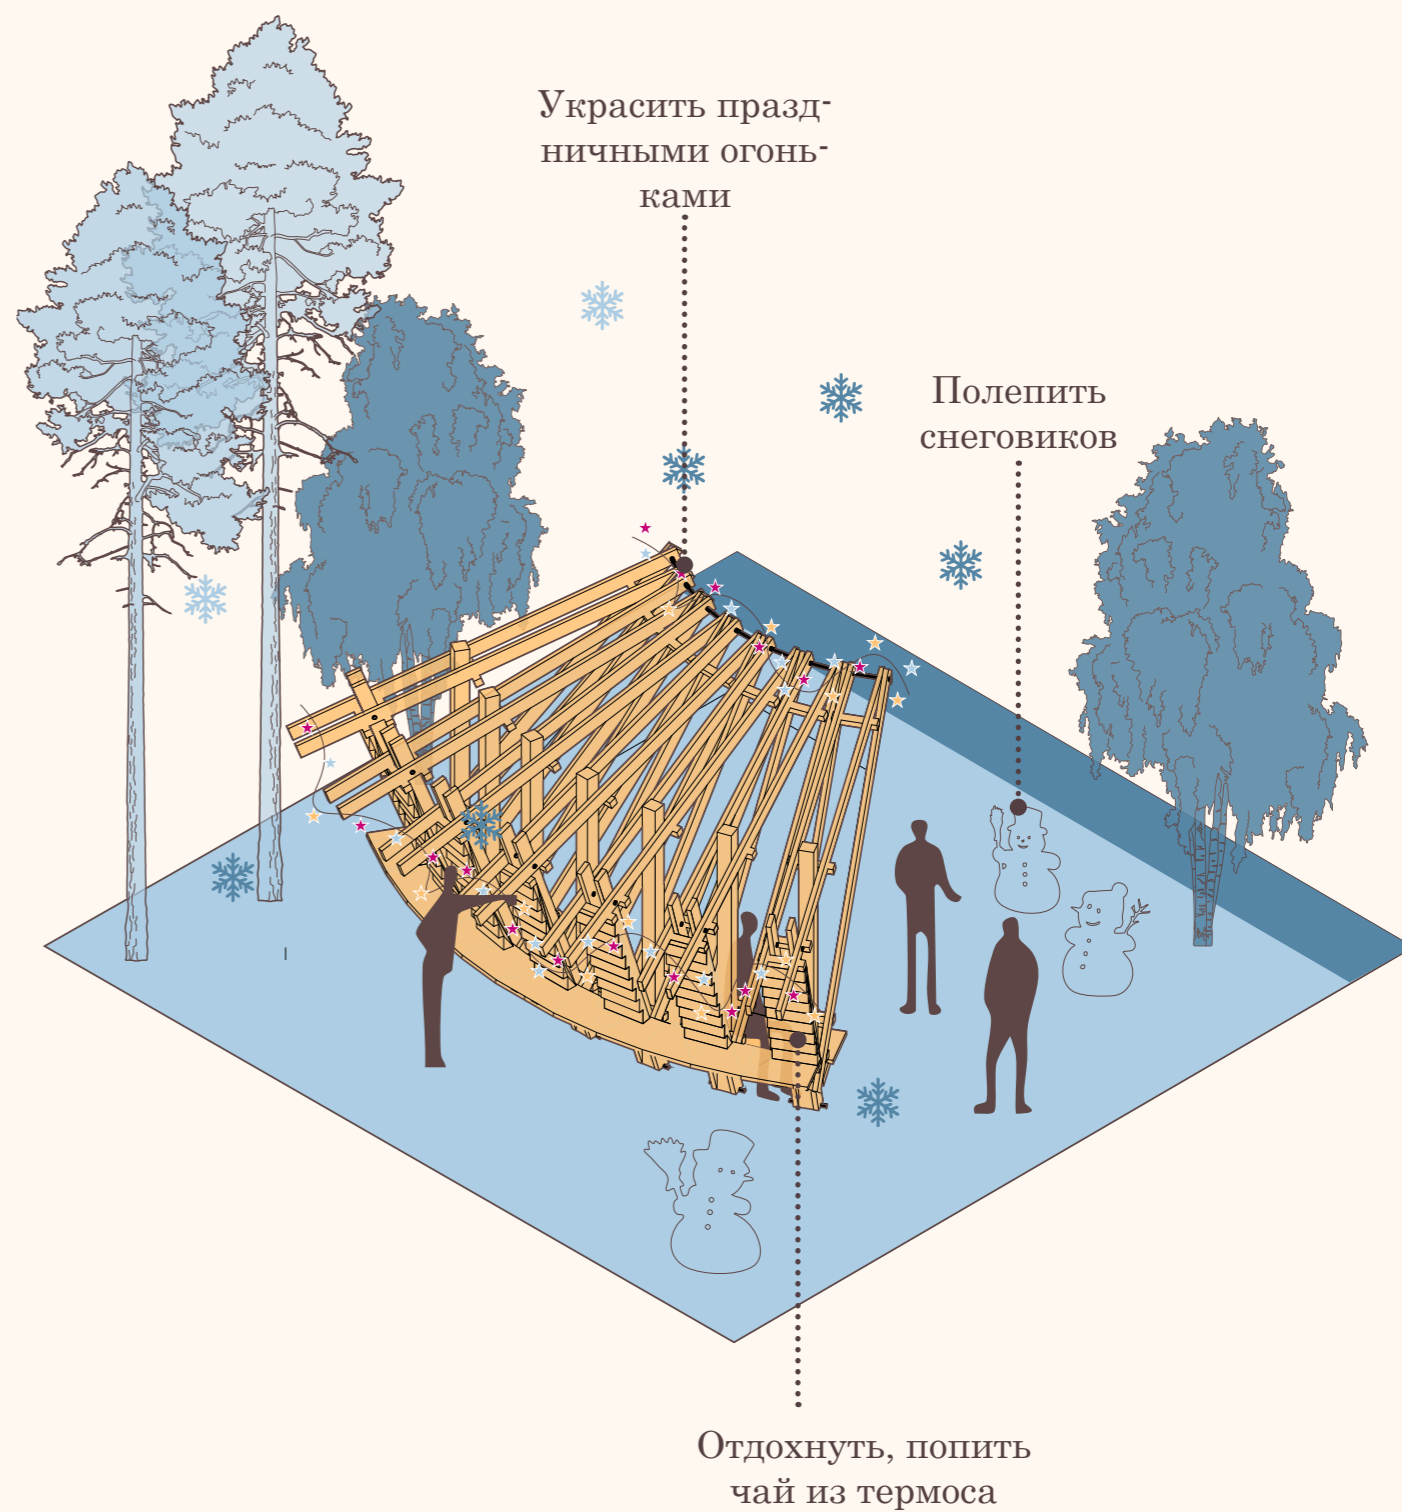 Украсить празд-
ничными огонь-
ками
Полепить
снеговиков
Отдохнуть, попить
чай из термоса